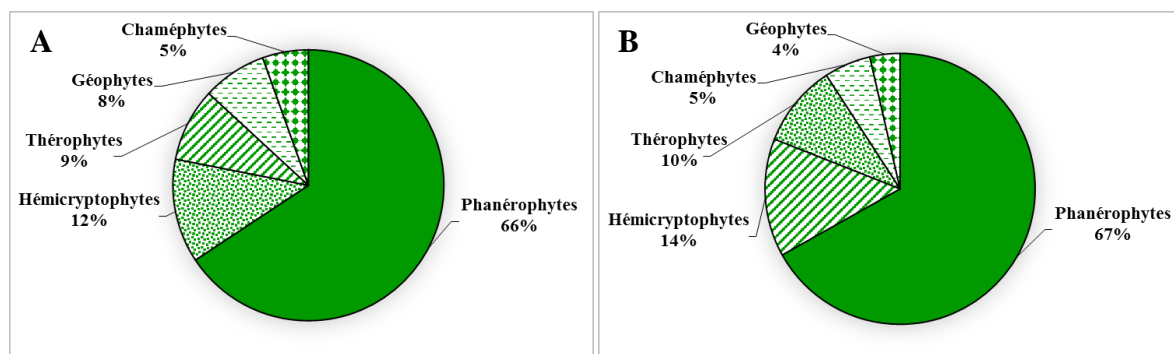 A
Chaméphytes
5%
Géophytes
8%
Thérophytes
9%
Hémicryptophytes
12%
Phanérophytes
66%
B
Géophytes
4%
Chaméphytes
5%
Thérophytes
10%
Hémicryptophytes
14%
Phanérophytes
67%